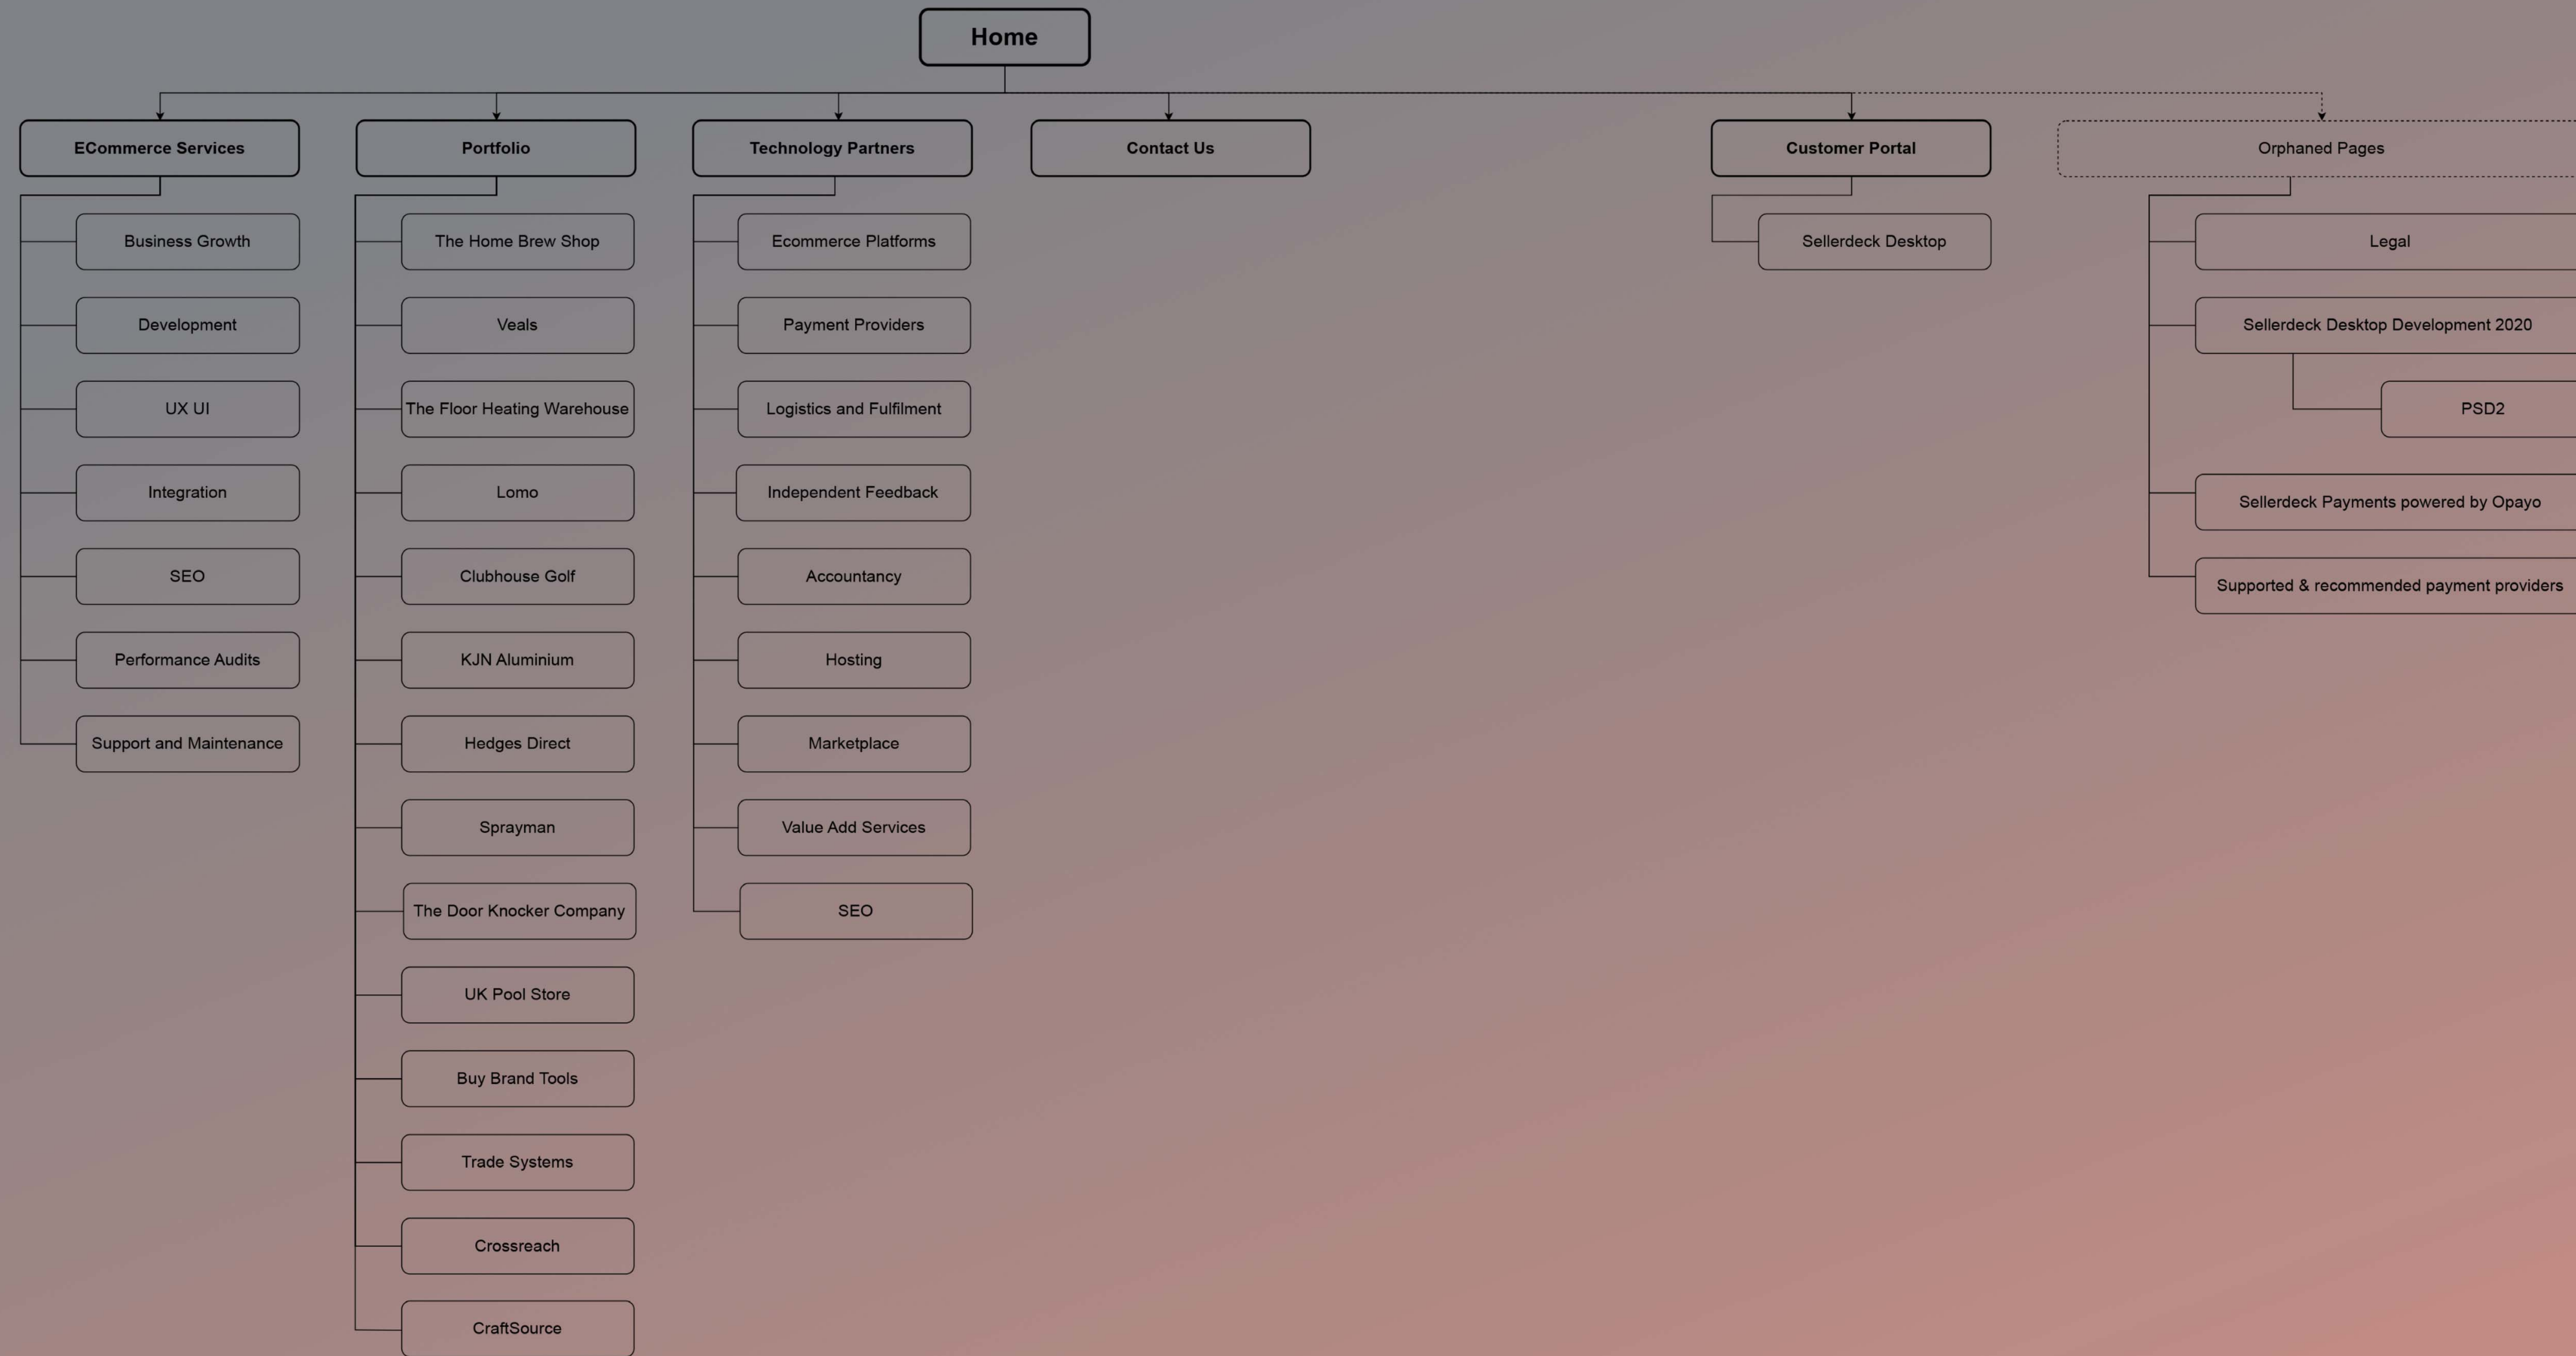 Home
ECommerce Services
Portfolio
Technology Partners
Contact Us
Customer Portal
Orphaned Pages
Business Growth
Development
UX UI
Integration
SEO
Performance Audits
Support and Maintenance
The Home Brew Shop
Veals
The Floor Heating Warehouse
Lomo
Clubhouse Golf
KJN Aluminium
Hedges Direct
Sprayman
The Door Knocker Company
UK Pool Store
Buy Brand Tools
Trade Systems
Crossreach
CraftSource
Ecommerce Platforms
Payment Providers
Logistics and Fulfilment
Independent Feedback
Accountancy
Hosting
Marketplace
Value Add Services
SEO
Sellerdeck Desktop
Legal
Sellerdeck Desktop Development 2020
PSD2
Sellerdeck Payments powered by Opayo
Supported & recommended payment providers